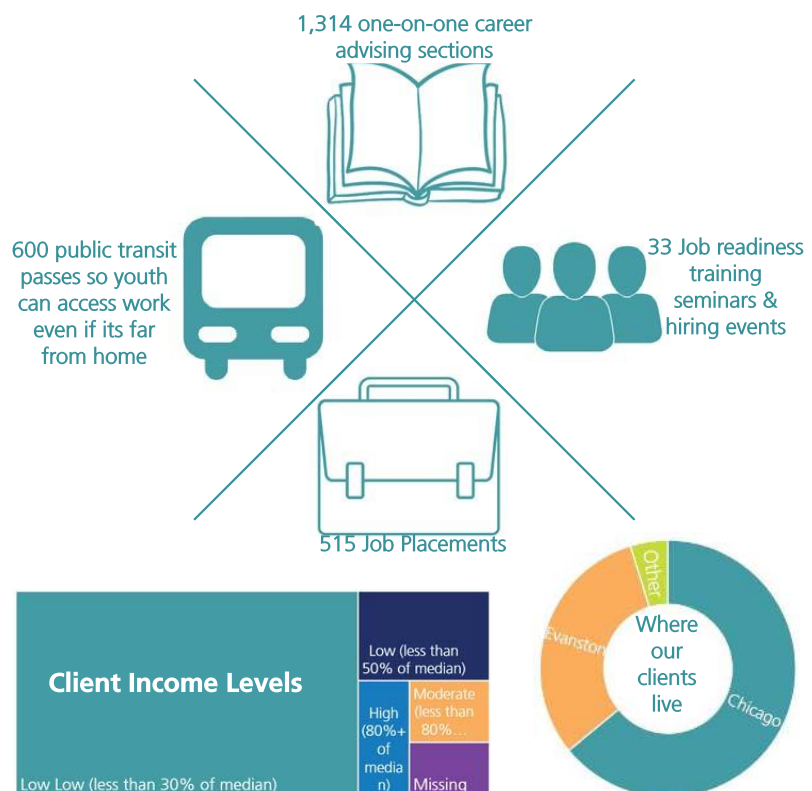 1,314 one-on-one career
advising sections
600 public transit
passes so youth
can access work
even if its far
from home
33 Job readiness
training
seminars &
hiring events
515 Job Placements
Client Income Levels
Low Low (less than 30% of median)
Low (less than
50% of median)
High
(80%+
of
media
n)
Moderate
(less than
80%...
Missing
Where
our
clients
live
Other
Evanston
Chicago